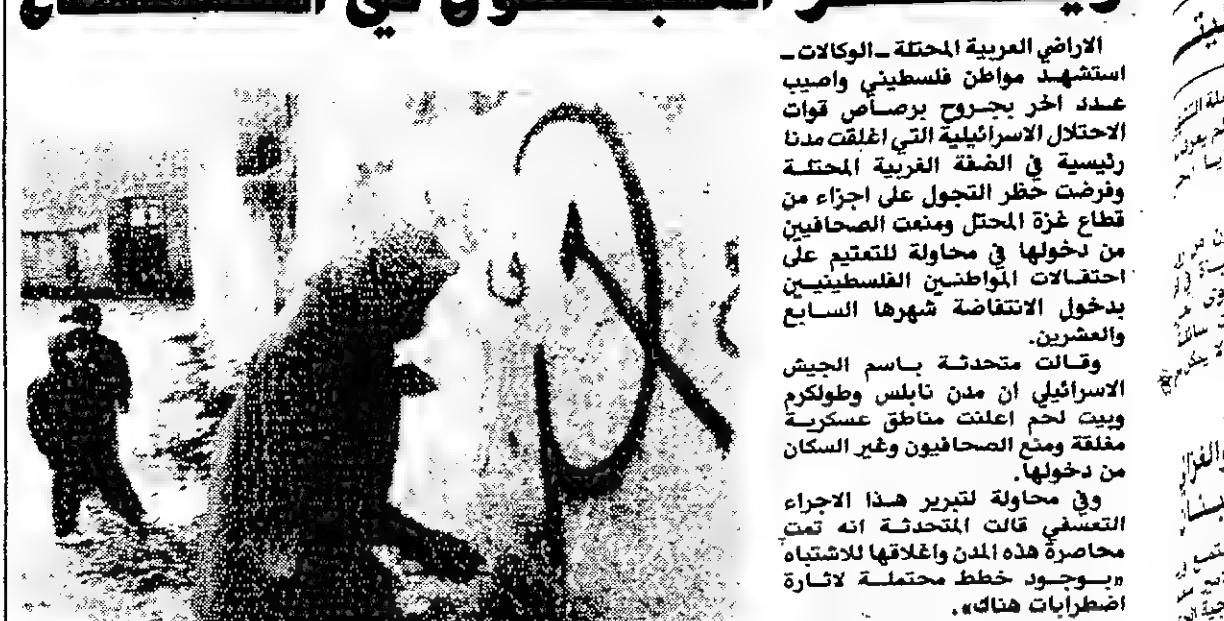 في
الاراضي العربية المحتلة ـ الوكالات ـ
استشهد مواطن فلسطيني واصيب
عدد اخر بجروح برصاص قوات
الاحتلال الاسرائيلية التي اغلقت مدنا
رئيسية في الضفة الغربية المحتلة
وفرضت حظر التجول على اجزاء من
قطاع غزة المحتل ومنعت الصحافيين
من دخولها في محاولة للتعتيم على
احتفالات المواطنين الفلسطينيين
بدخول الانتفاضة شهرها السابع
والعشرين.
وقالت متحدثة باسم الجيش
الاسرائيلي ان مدن نابلس وطولكرم
وبيت لحم اعلنت مناطق عسكرية
مغلقة ومنع الصحافيون وغير السكان
من دخولها.
وفي محاولة لتبرير هذا الاجراء
التعسفي قالت المتحدثة انه تمت
محاصرة هذه المدن واغلاقها للاشتباه
«بوجود خطط محتملة لاثارة
اضطرابات هناك».